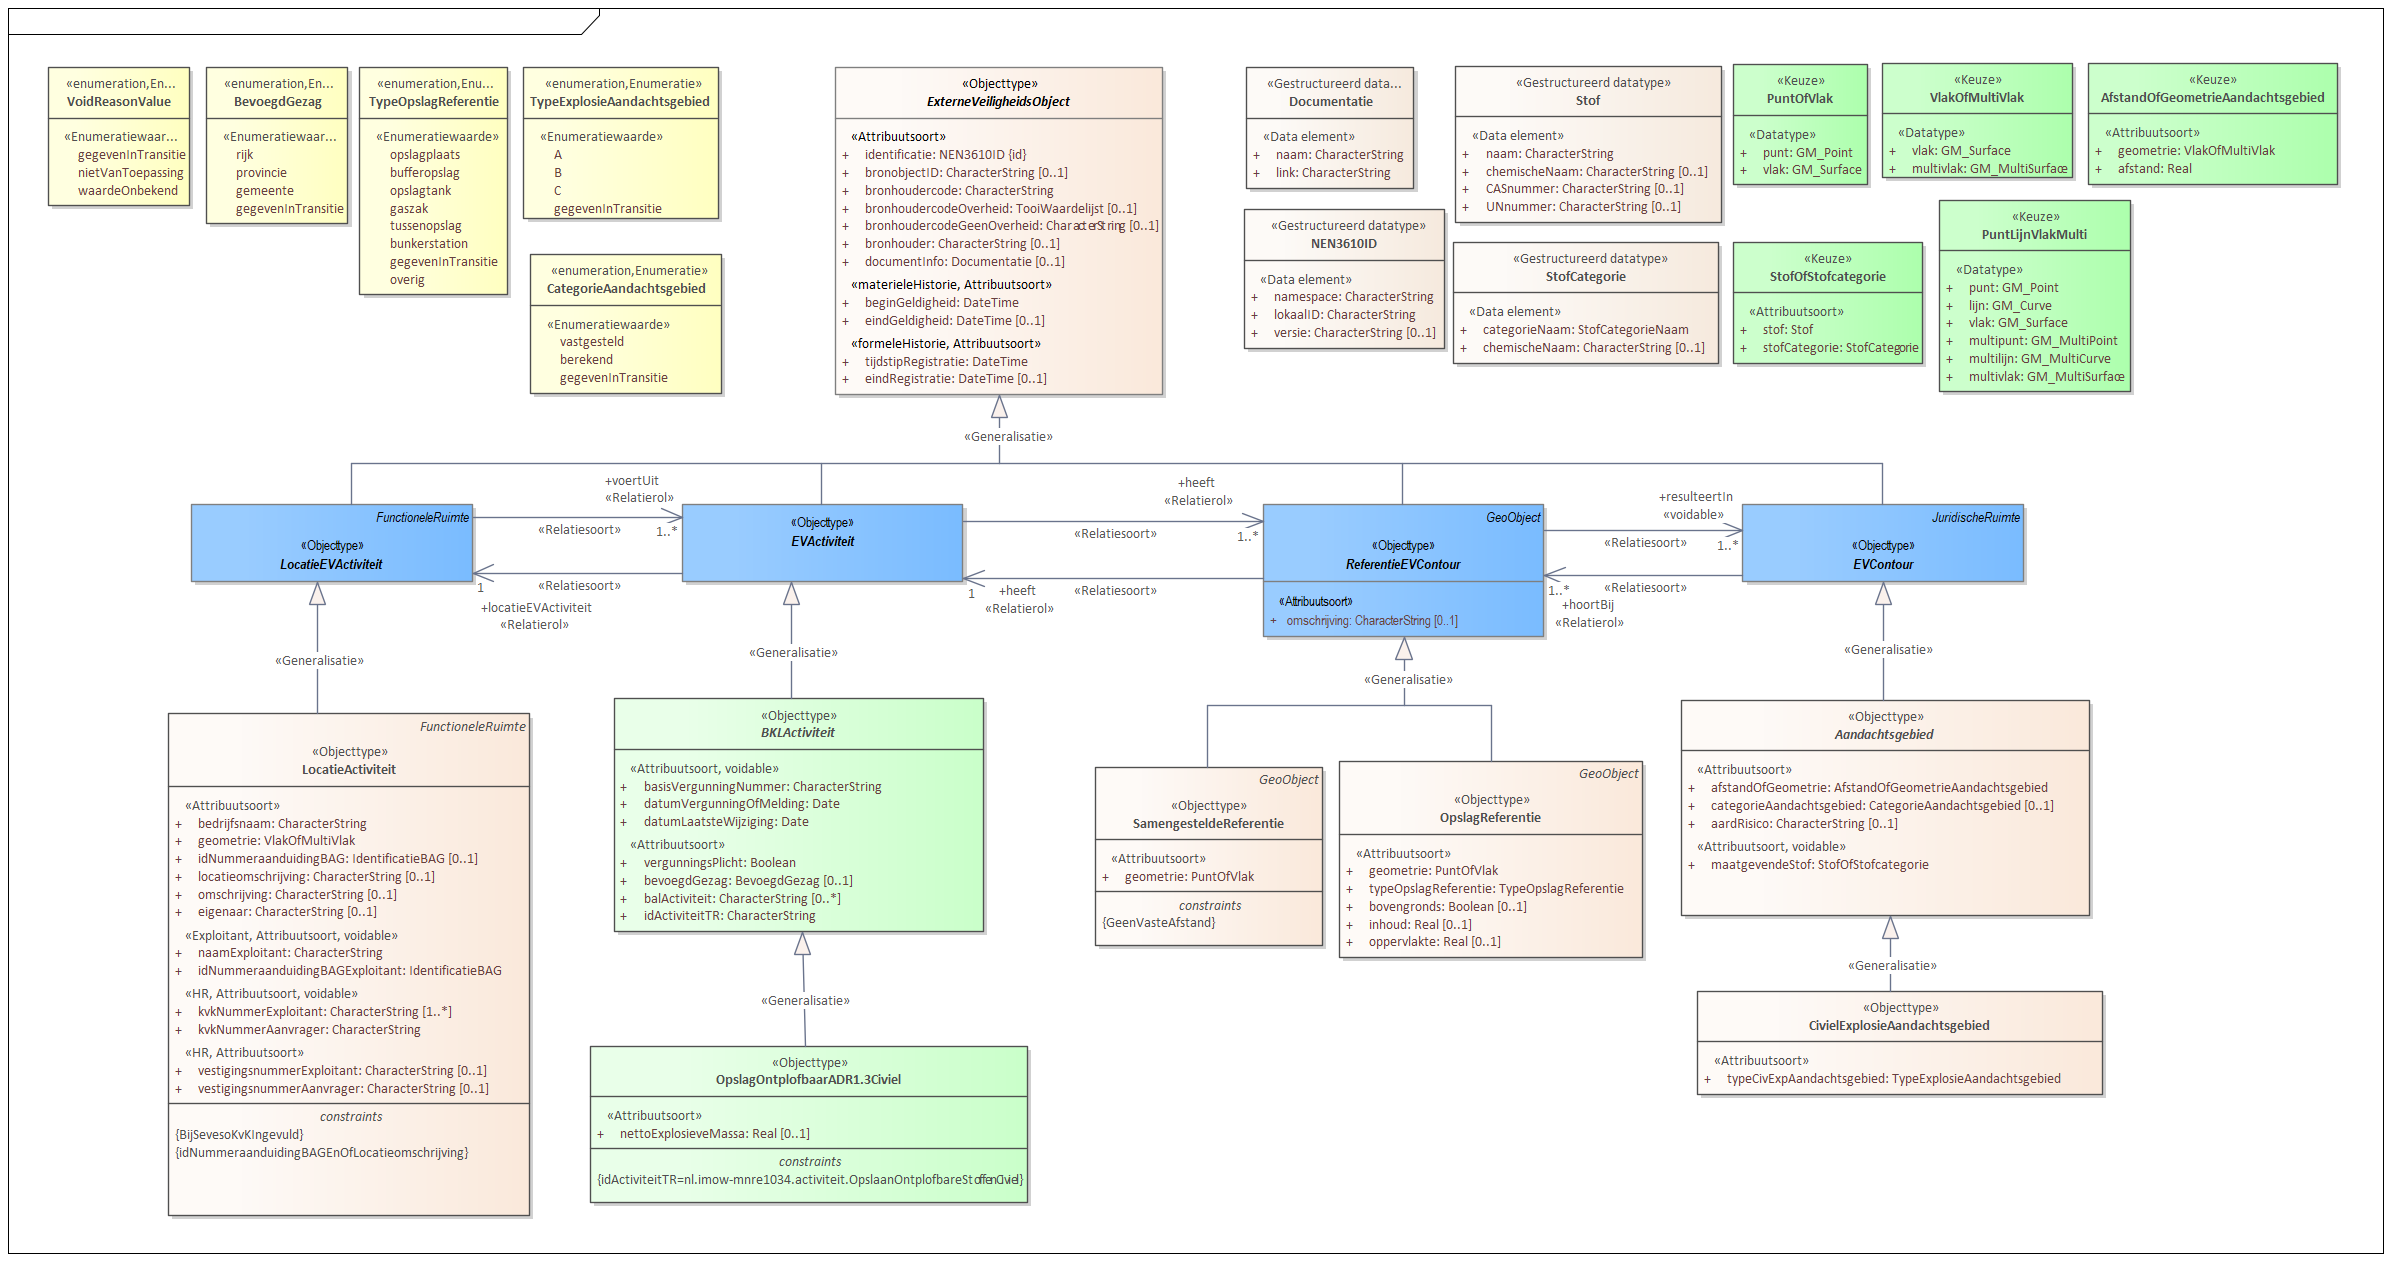 «enumeration,En...
VoidReasonValue
«Enumeratiewaar...
gegevenInTransitie
nietVanToepassing
waardeOnbekend
«enumeration,En...
BevoegdGezag
«Enumeratiewaar...
rijk
provincie
gemeente
gegevenInTransitie
«enumeration,Enu...
TypeOpslagReferentie
«Enumeratiewaarde»
opslagplaats
bufferopslag
opslagtank
gaszak
tussenopslag
bunkerstation
gegevenInTransitie
overig
«enumeration,Enumeratie»
TypeExplosieAandachtsgebied
«Enumeratiewaarde»
A
B
C
gegevenInTransitie
«enumeration,Enumeratie»
CategorieAandachtsgebied
«Enumeratiewaarde»
vastgesteld
berekend
gegevenInTransitie
«Objecttype»
ExterneVeiligheidsObject
«Attribuutsoort»
+ identificatie: NEN3610ID {id}
+ bronobjectID: CharacterString [0..1]
+ bronhoudercode: CharacterString
+ bronhoudercodeOverheid: TooiWaardelijst [0..1]
+ bronhoudercodeGeenOverheid: CharacterString [0..1]
+ bronhouder: CharacterString [0..1]
+ documentInfo: Documentatie [0..1]
«materieleHistorie, Attribuutsoort»
+ beginGeldigheid: DateTime
+ eindGeldigheid: DateTime [0..1]
«formeleHistorie, Attribuutsoort»
+ tijdstipRegistratie: DateTime
+ eindRegistratie: DateTime [0..1]
«Gestructureerd data...
Documentatie
«Data element»
+ naam: CharacterString
+ link: CharacterString
«Gestructureerd datatype»
NEN3610ID
«Data element»
+ namespace: CharacterString
+ lokaalID: CharacterString
+ versie: CharacterString [0..1]
«Gestructureerd datatype»
Stof
«Data element»
+ naam: CharacterString
+ chemischeNaam: CharacterString [0..1]
+ CASnummer: CharacterString [0..1]
+ UNnummer: CharacterString [0..1]
«Gestructureerd datatype»
StofCategorie
«Data element»
+ categorieNaam: StofCategorieNaam
+ chemischeNaam: CharacterString [0..1]
«Keuze»
PuntOfVlak
«Datatype»
+ punt: GM_Point
+ vlak: GM_Surface
«Keuze»
VlakOfMultiVlak
«Datatype»
+ vlak: GM_Surface
+ multivlak: GM_MultiSurface
«Keuze»
AfstandOfGeometrieAandachtsgebied
«Attribuutsoort»
+ geometrie: VlakOfMultiVlak
+ afstand: Real
«Keuze»
StofOfStofcategorie
«Attribuutsoort»
+ stof: Stof
+ stofCategorie: StofCategorie
«Keuze»
PuntLijnVlakMulti
«Datatype»
+ punt: GM_Point
+ lijn: GM_Curve
+ vlak: GM_Surface
+ multipunt: GM_MultiPoint
+ multilijn: GM_MultiCurve
+ multivlak: GM_MultiSurface
«Generalisatie»
FunctioneleRuimte
«Objecttype»
LocatieEVActiviteit
+voertUit
«Relatierol»
«Relatiesoort»
1..*
«Relatiesoort»
1
+locatieEVActiviteit
«Relatierol»
«Objecttype»
EVActiviteit
+heeft
«Relatierol»
«Relatiesoort»
1..*
«Relatiesoort»
1
+heeft
«Relatierol»
GeoObject
«Objecttype»
ReferentieEVContour
«Attribuutsoort»
+ omschrijving: CharacterString [0..1]
+resulteertIn
«voidable»
«Relatiesoort»
1..*
«Relatiesoort»
1..*
+hoortBij
«Relatierol»
JuridischeRuimte
«Objecttype»
EVContour
«Generalisatie»
«Generalisatie»
«Generalisatie»
«Generalisatie»
FunctioneleRuimte
«Objecttype»
LocatieActiviteit
«Attribuutsoort»
+ bedrijfsnaam: CharacterString
+ geometrie: VlakOfMultiVlak
+ idNummeraanduidingBAG: IdentificatieBAG [0..1]
+ locatieomschrijving: CharacterString [0..1]
+ omschrijving: CharacterString [0..1]
+ eigenaar: CharacterString [0..1]
«Exploitant, Attribuutsoort, voidable»
+ naamExploitant: CharacterString
+ idNummeraanduidingBAGExploitant: IdentificatieBAG
«HR, Attribuutsoort, voidable»
+ kvkNummerExploitant: CharacterString [1..*]
+ kvkNummerAanvrager: CharacterString
«HR, Attribuutsoort»
+ vestigingsnummerExploitant: CharacterString [0..1]
+ vestigingsnummerAanvrager: CharacterString [0..1]
constraints
{BijSevesoKvKIngevuld}
{idNummeraanduidingBAGEnOfLocatieomschrijving}
«Objecttype»
BKLActiviteit
«Attribuutsoort, voidable»
+ basisVergunningNummer: CharacterString
+ datumVergunningOfMelding: Date
+ datumLaatsteWijziging: Date
«Attribuutsoort»
+ vergunningsPlicht: Boolean
+ bevoegdGezag: BevoegdGezag [0..1]
+ balActiviteit: CharacterString [0..*]
+ idActiviteitTR: CharacterString
«Generalisatie»
«Objecttype»
OpslagOntplofbaarADR1.3Civiel
«Attribuutsoort»
+ nettoExplosieveMassa: Real [0..1]
constraints
{idActiviteitTR=nl.imow-mnre1034.activiteit.OpslaanOntplofbareStoffenCiviel}
GeoObject
«Objecttype»
SamengesteldeReferentie
«Attribuutsoort»
+ geometrie: PuntOfVlak
constraints
{GeenVasteAfstand}
GeoObject
«Objecttype»
OpslagReferentie
«Attribuutsoort»
+ geometrie: PuntOfVlak
+ typeOpslagReferentie: TypeOpslagReferentie
+ bovengronds: Boolean [0..1]
+ inhoud: Real [0..1]
+ oppervlakte: Real [0..1]
«Objecttype»
Aandachtsgebied
«Attribuutsoort»
+ afstandOfGeometrie: AfstandOfGeometrieAandachtsgebied
+ categorieAandachtsgebied: CategorieAandachtsgebied [0..1]
+ aardRisico: CharacterString [0..1]
«Attribuutsoort, voidable»
+ maatgevendeStof: StofOfStofcategorie
«Generalisatie»
«Objecttype»
CivielExplosieAandachtsgebied
«Attribuutsoort»
+ typeCivExpAandachtsgebied: TypeExplosieAandachtsgebied